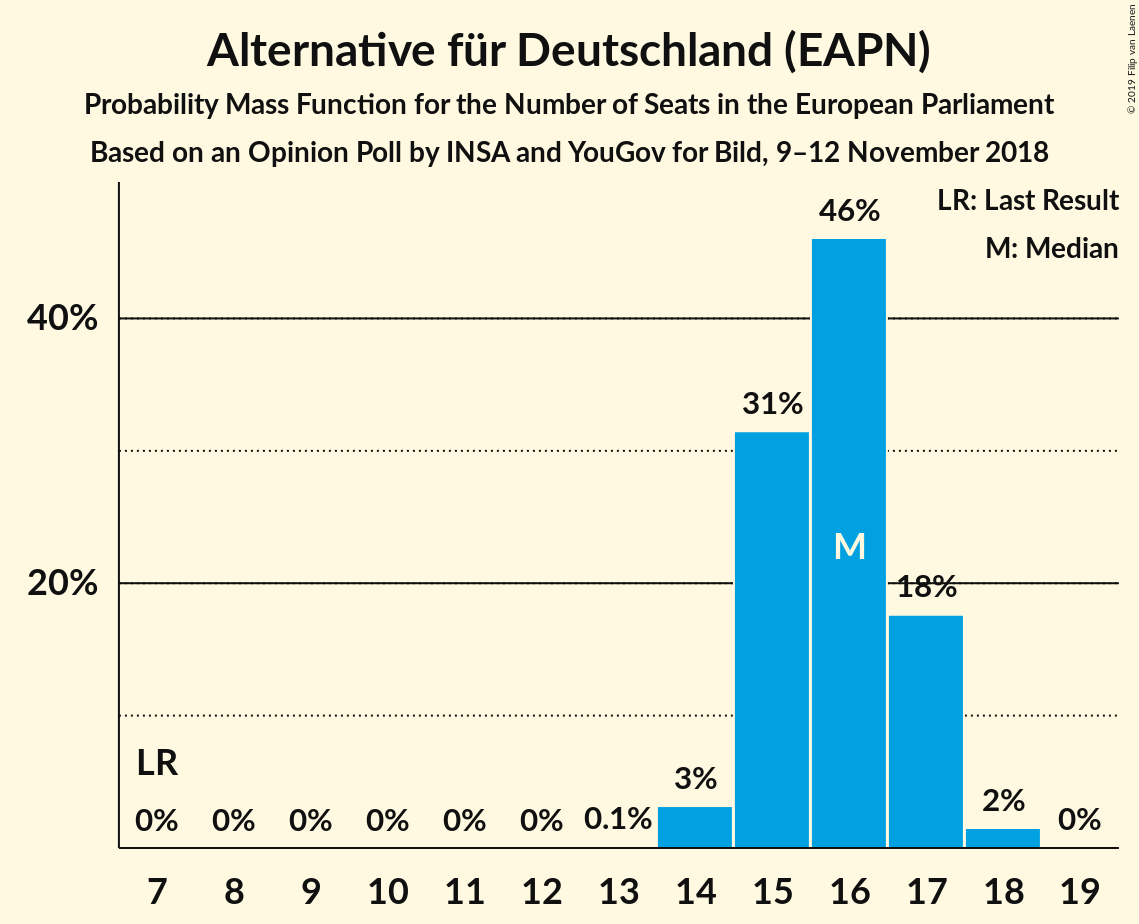 Alternative für Deutschland (EAPN)
Probability Mass Function for the Number of Seats in the European Parliament
Based on an Opinion Poll by INSA and YouGov for Bild, 9–12 November 2018
© 2019 Filip van Laenen
LR: Last Result
M: Median
46%
40%
31%
M
20%
18%
LR
3%
2%
0% 0% 0% 0% 0% 0% 0.1% 0%
7 8 9 10 11 12 13 14 15 16 17 18 19